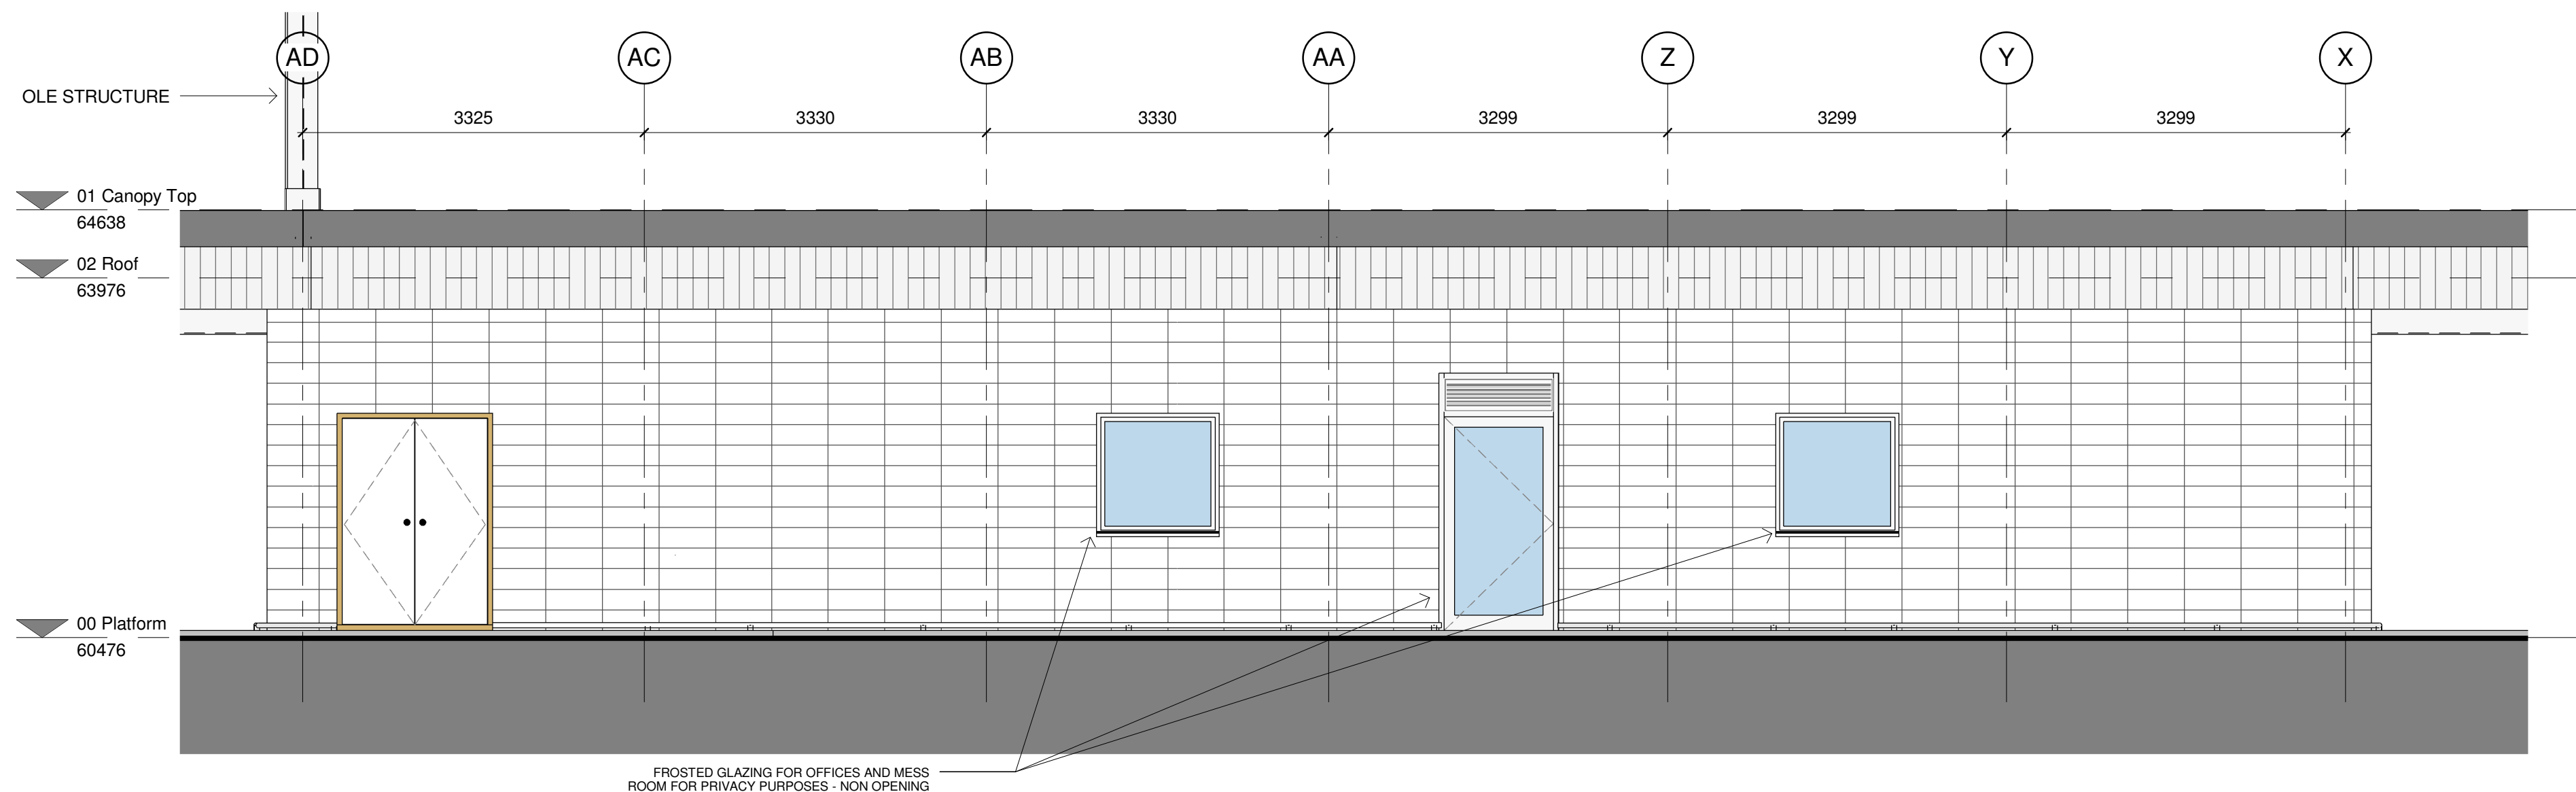 AD AC AB AA Z Y X
OLE STRUCTURE
3325 3330 3330 3299 3299 3299
01 Canopy Top
64638
02 Roof
63976
00 Platform
60476
FROSTED GLAZING FOR OFFICES AND MESS
ROOM FOR PRIVACY PURPOSES - NON OPENING